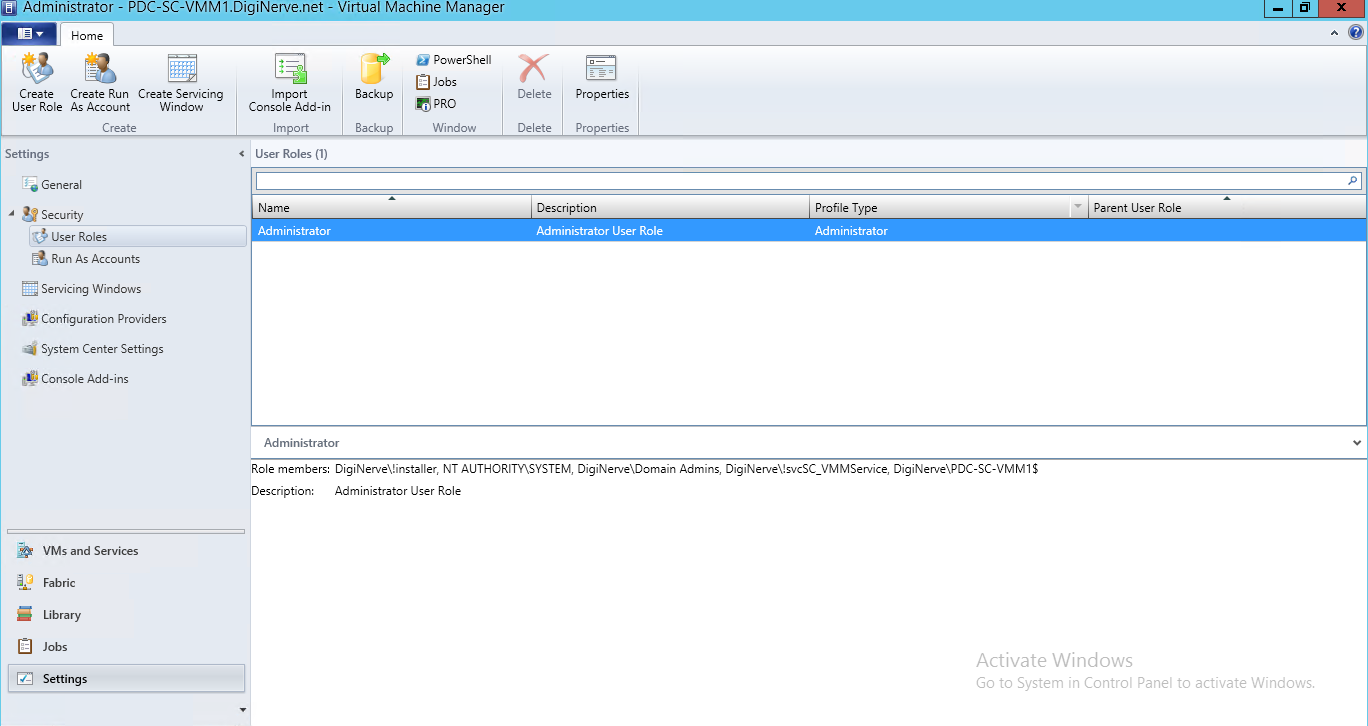 Administrator - PDC-SC-VMM1.DigiNerve.net - Virtual Machine Manager
Home
Create User Role
Create Run As Account
Create Servicing Window
Create
Import Console Add-in
Import
Backup
Backup
PowerShell
Jobs
PRO
Window
Delete
Delete
Properties
Properties
Settings
General
Security
User Roles
Run As Accounts
Servicing Windows
Configuration Providers
System Center Settings
Console Add-ins
VMs and Services
Fabric
Library
Jobs
Settings
User Roles (1)
Name Description Profile Type Parent User Role
Administrator Administrator User Role Administrator
Administrator
Role members: DigiNerve\!installer, NT AUTHORITY\SYSTEM, DigiNerve\Domain Admins, DigiNerve\!svcSC_VMMService, DigiNerve\PDC-SC-VMM1$
Description: Administrator User Role
Activate Windows
Go to System in Control Panel to activate Windows.